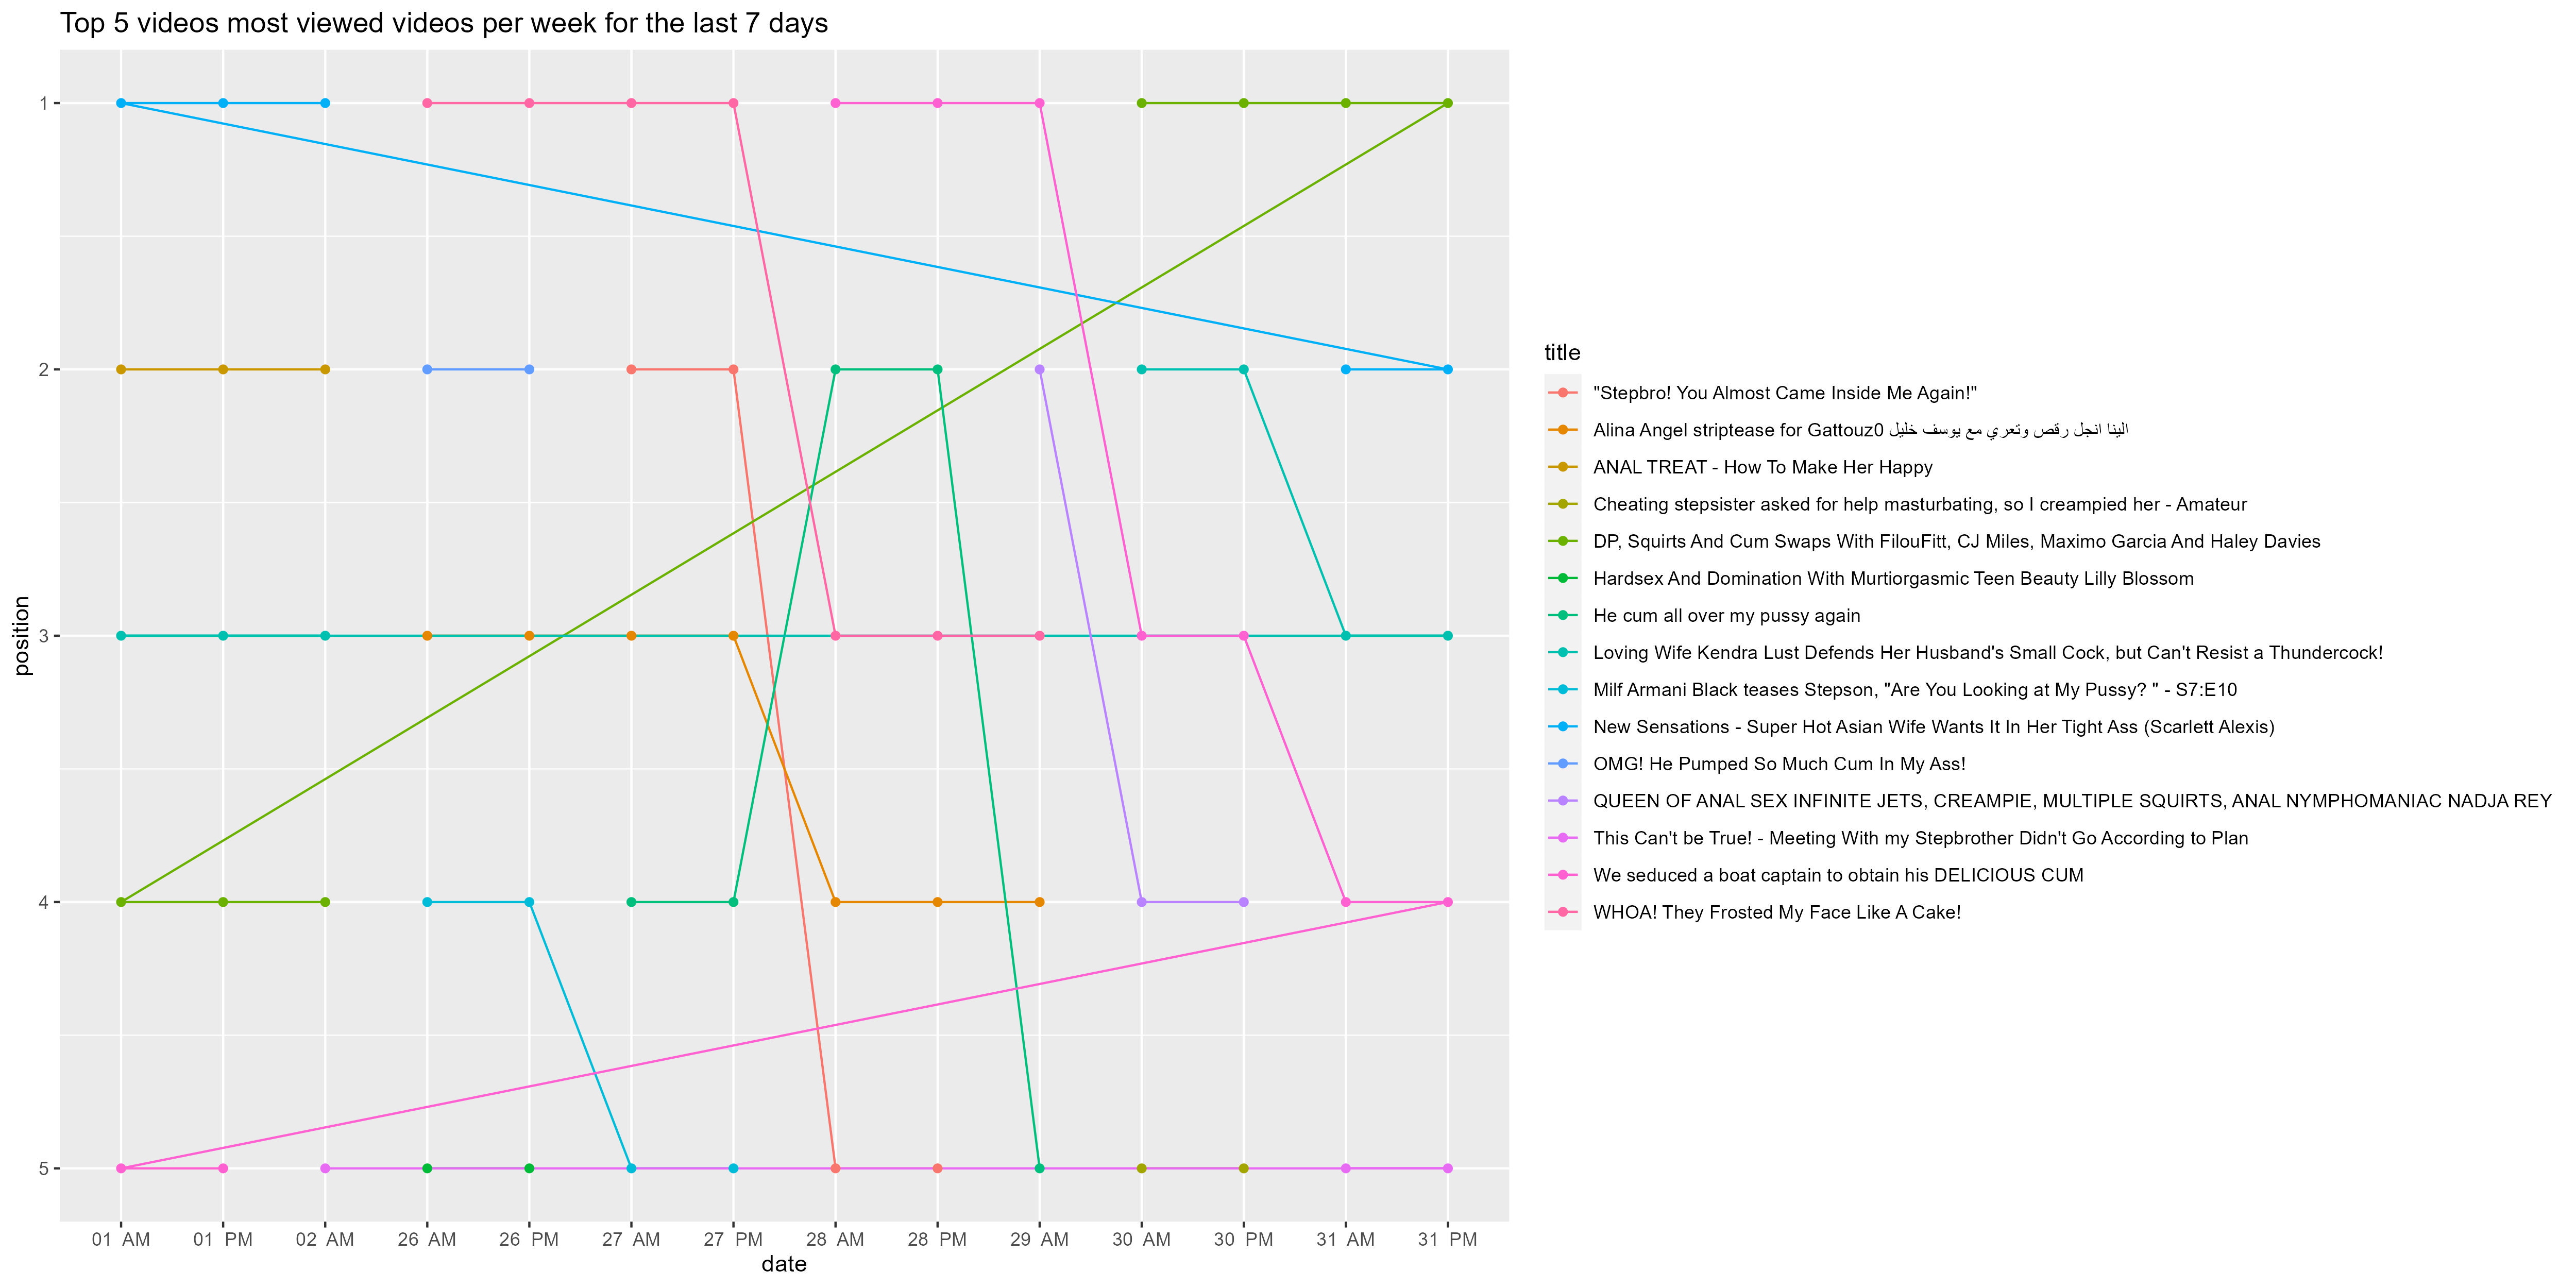 Top 5 videos most viewed videos per week for the last 7 days
position
1
2
3
4
5
01 AM
01 PM
02 AM
26 AM
26 PM
27 AM
27 PM
28 AM
28 PM
29 AM
30 AM
30 PM
31 AM
31 PM
date
title
"Stepbro! You Almost Came Inside Me Again!"
Alina Angel striptease for Gattouz0 الينا انجل رقص وتعري مع يوسف خليل
ANAL TREAT - How To Make Her Happy
Cheating stepsister asked for help masturbating, so I creampied her - Amateur
DP, Squirts And Cum Swaps With FilouFitt, CJ Miles, Maximo Garcia And Haley Davies
Hardsex And Domination With Murtiorgasmic Teen Beauty Lilly Blossom
He cum all over my pussy again
Loving Wife Kendra Lust Defends Her Husband's Small Cock, but Can't Resist a Thundercock!
Milf Armani Black teases Stepson, "Are You Looking at My Pussy? " - S7:E10
New Sensations - Super Hot Asian Wife Wants It In Her Tight Ass (Scarlett Alexis)
OMG! He Pumped So Much Cum In My Ass!
QUEEN OF ANAL SEX INFINITE JETS, CREAMPIE, MULTIPLE SQUIRTS, ANAL NYMPHOMANIAC NADJA REY
This Can't be True! - Meeting With my Stepbrother Didn't Go According to Plan
We seduced a boat captain to obtain his DELICIOUS CUM
WHOA! They Frosted My Face Like A Cake!